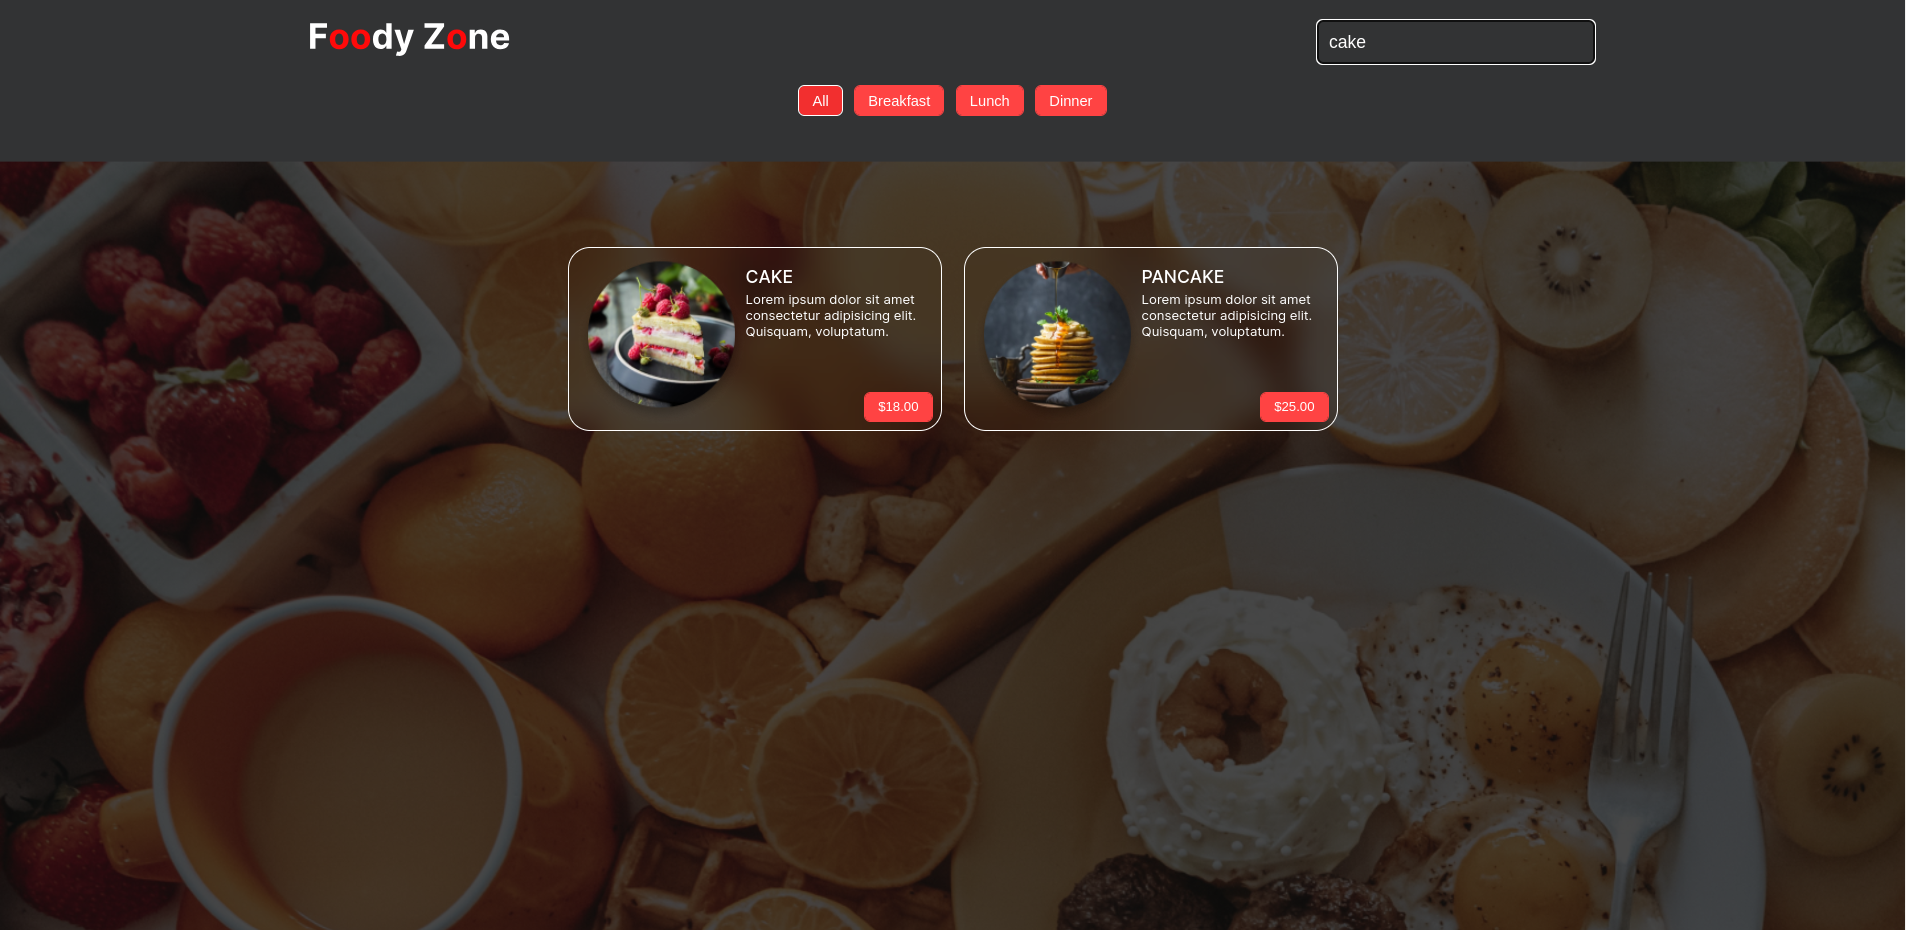 Foody Zone
cake
All
Breakfast
Lunch
Dinner
CAKE
Lorem ipsum dolor sit amet
consectetur adipisicing elit.
Quisquam, voluptatum.
$18.00
PANCAKE
Lorem ipsum dolor sit amet
consectetur adipisicing elit.
Quisquam, voluptatum.
$25.00